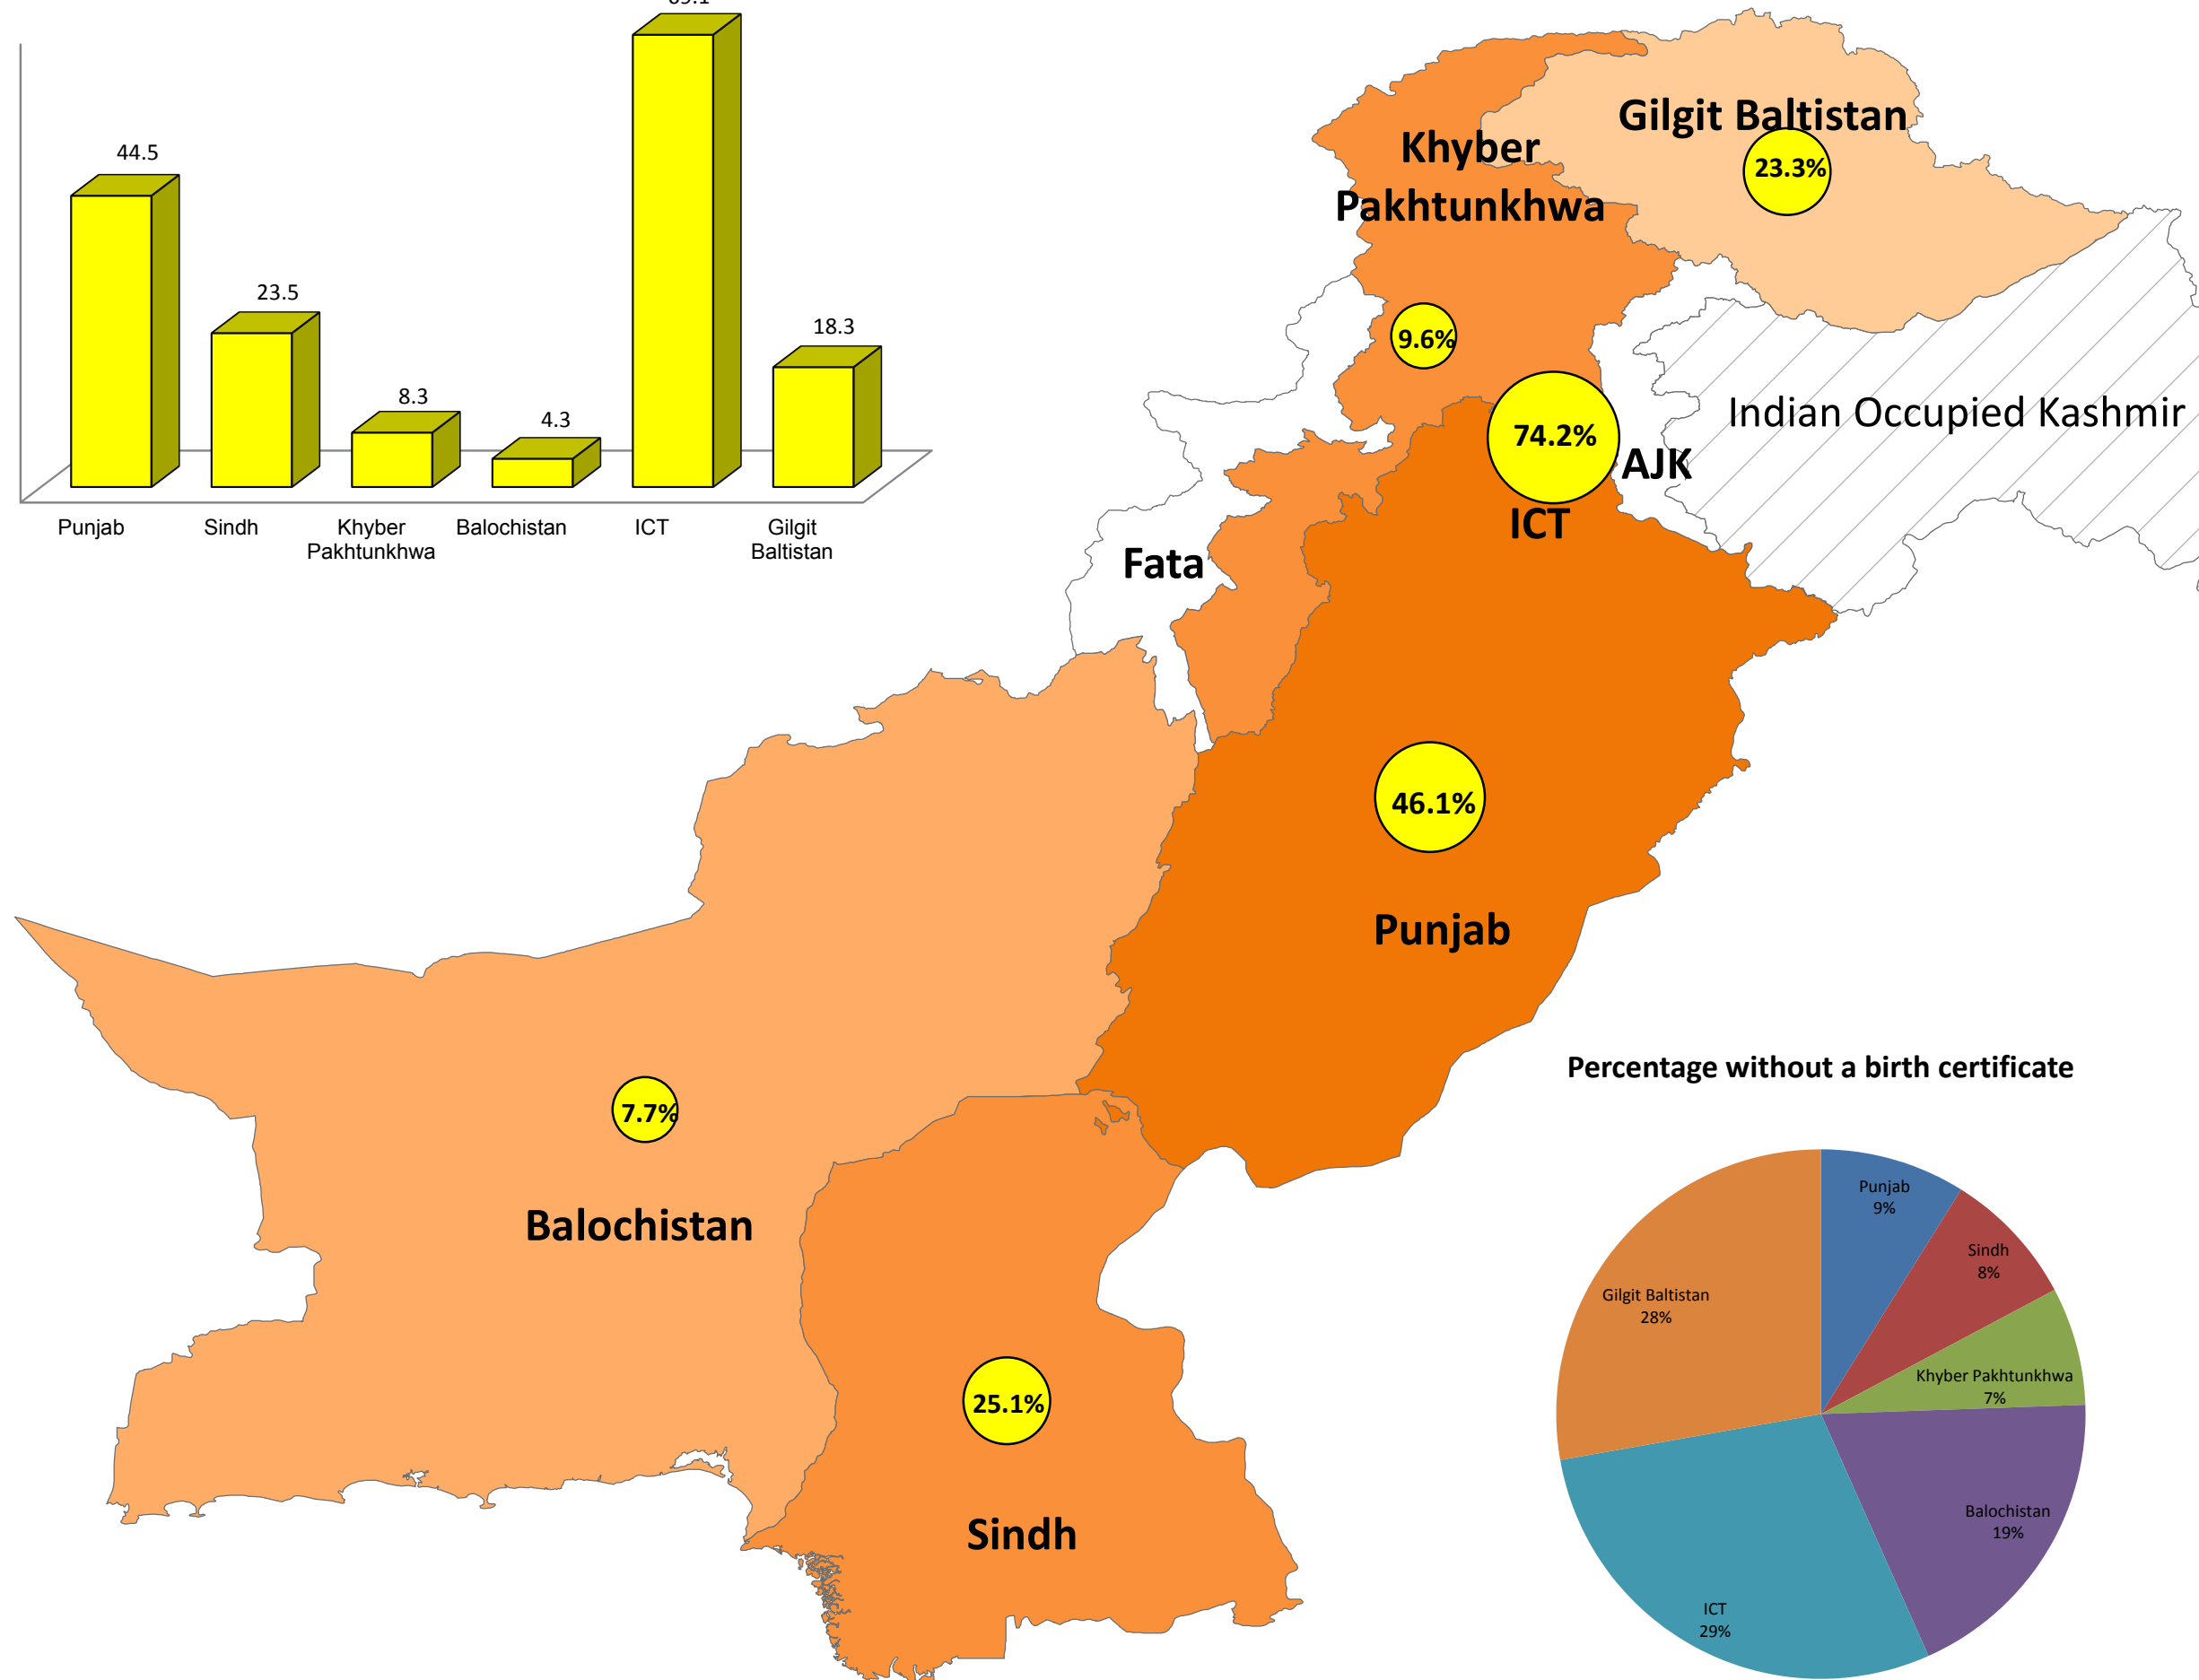 44.5
23.5
8.3
4.3
18.3
Punjab
Sindh
Khyber
Pakhtunkhwa
Balochistan
ICT
Gilgit
Baltistan
Gilgit Baltistan
23.3%
Khyber
Pakhtunkhwa
9.6%
74.2%
ICT
AJK
Indian Occupied Kashmir
Fata
46.1%
Punjab
7.7%
Balochistan
25.1%
Sindh
Percentage without a birth certificate
Punjab
9%
Sindh
8%
Khyber Pakhtunkhwa
7%
Balochistan
19%
ICT
29%
Gilgit Baltistan
28%